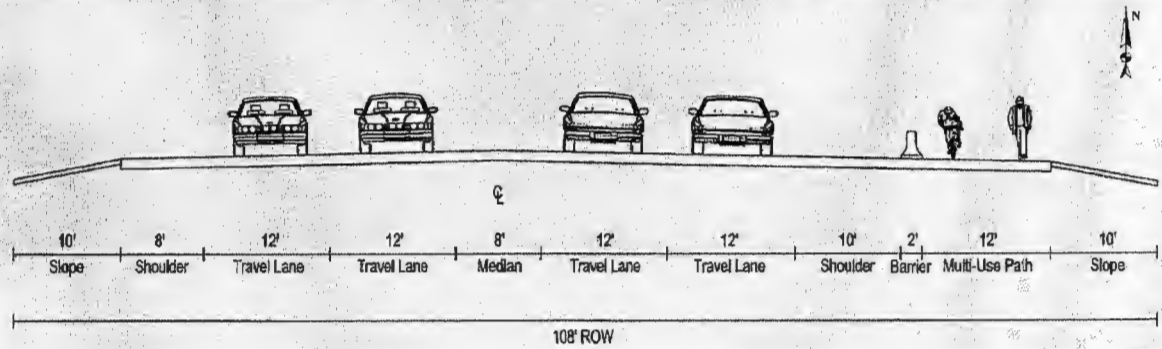 N
℄
10' 8' 12' 12' 8' 12' 12' 10' 2' 12' 10'
Slope Shoulder Travel Lane Travel Lane Median Travel Lane Travel Lane Shoulder Barrier Multi-Use Path Slope
108' ROW